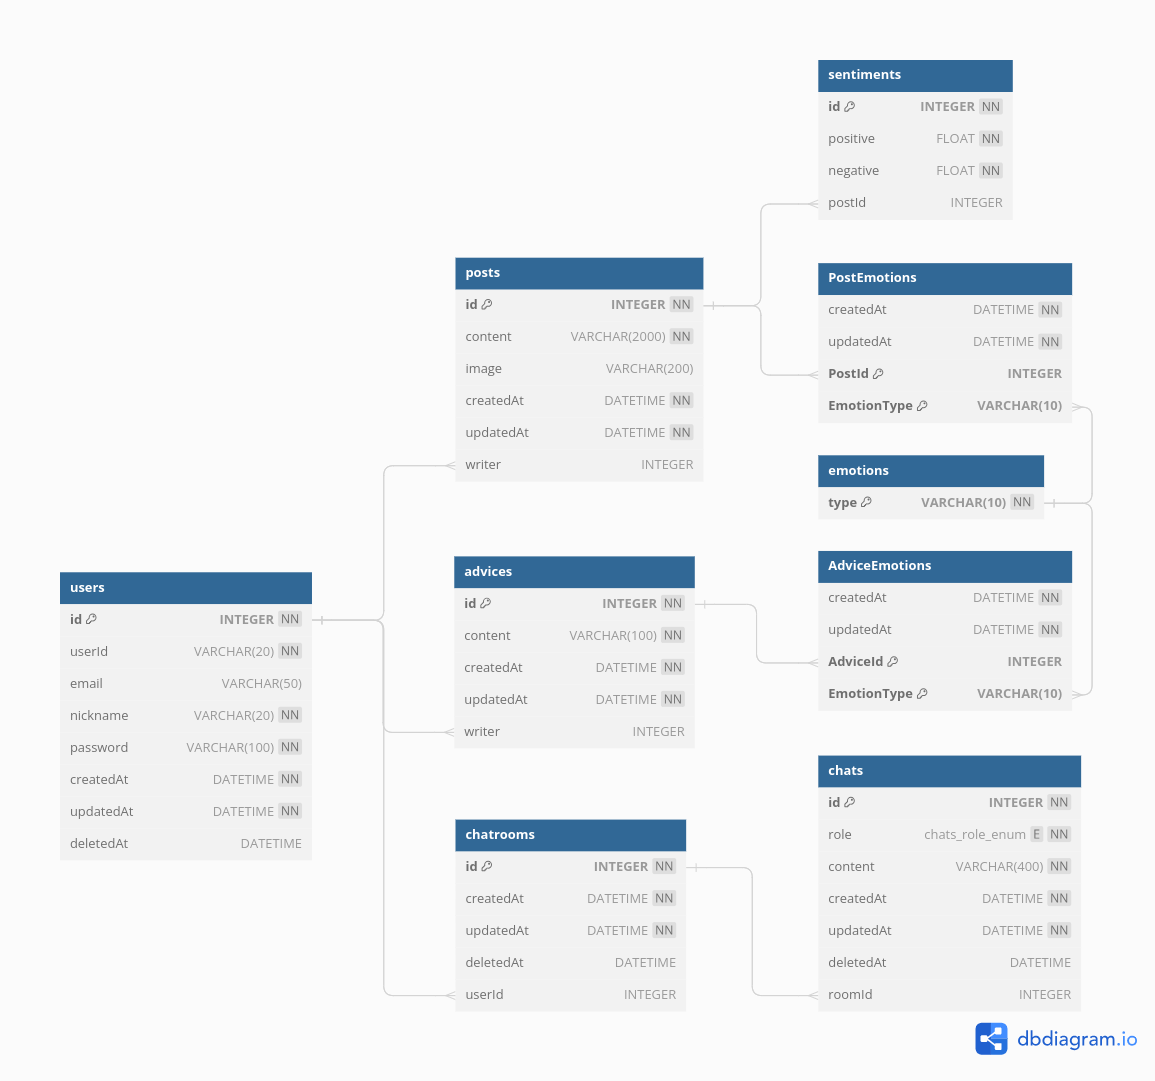 sentiments
id INTEGER NN
positive FLOAT NN
negative FLOAT NN
postId INTEGER
posts
id INTEGER NN
content VARCHAR(2000) NN
image VARCHAR(200)
createdAt DATETIME NN
updatedAt DATETIME NN
writer INTEGER
PostEmotions
createdAt DATETIME NN
updatedAt DATETIME NN
PostId INTEGER
EmotionType VARCHAR(10)
emotions
type VARCHAR(10) NN
users
id INTEGER NN
userId VARCHAR(20) NN
email VARCHAR(50)
nickname VARCHAR(20) NN
password VARCHAR(100) NN
createdAt DATETIME NN
updatedAt DATETIME NN
deletedAt DATETIME
advices
id INTEGER NN
content VARCHAR(100) NN
createdAt DATETIME NN
updatedAt DATETIME NN
writer INTEGER
AdviceEmotions
createdAt DATETIME NN
updatedAt DATETIME NN
AdviceId INTEGER
EmotionType VARCHAR(10)
chatrooms
id INTEGER NN
createdAt DATETIME NN
updatedAt DATETIME NN
deletedAt DATETIME
userId INTEGER
chats
id INTEGER NN
role chats_role_enum E NN
content VARCHAR(400) NN
createdAt DATETIME NN
updatedAt DATETIME NN
deletedAt DATETIME
roomId INTEGER
dbdiagram.io